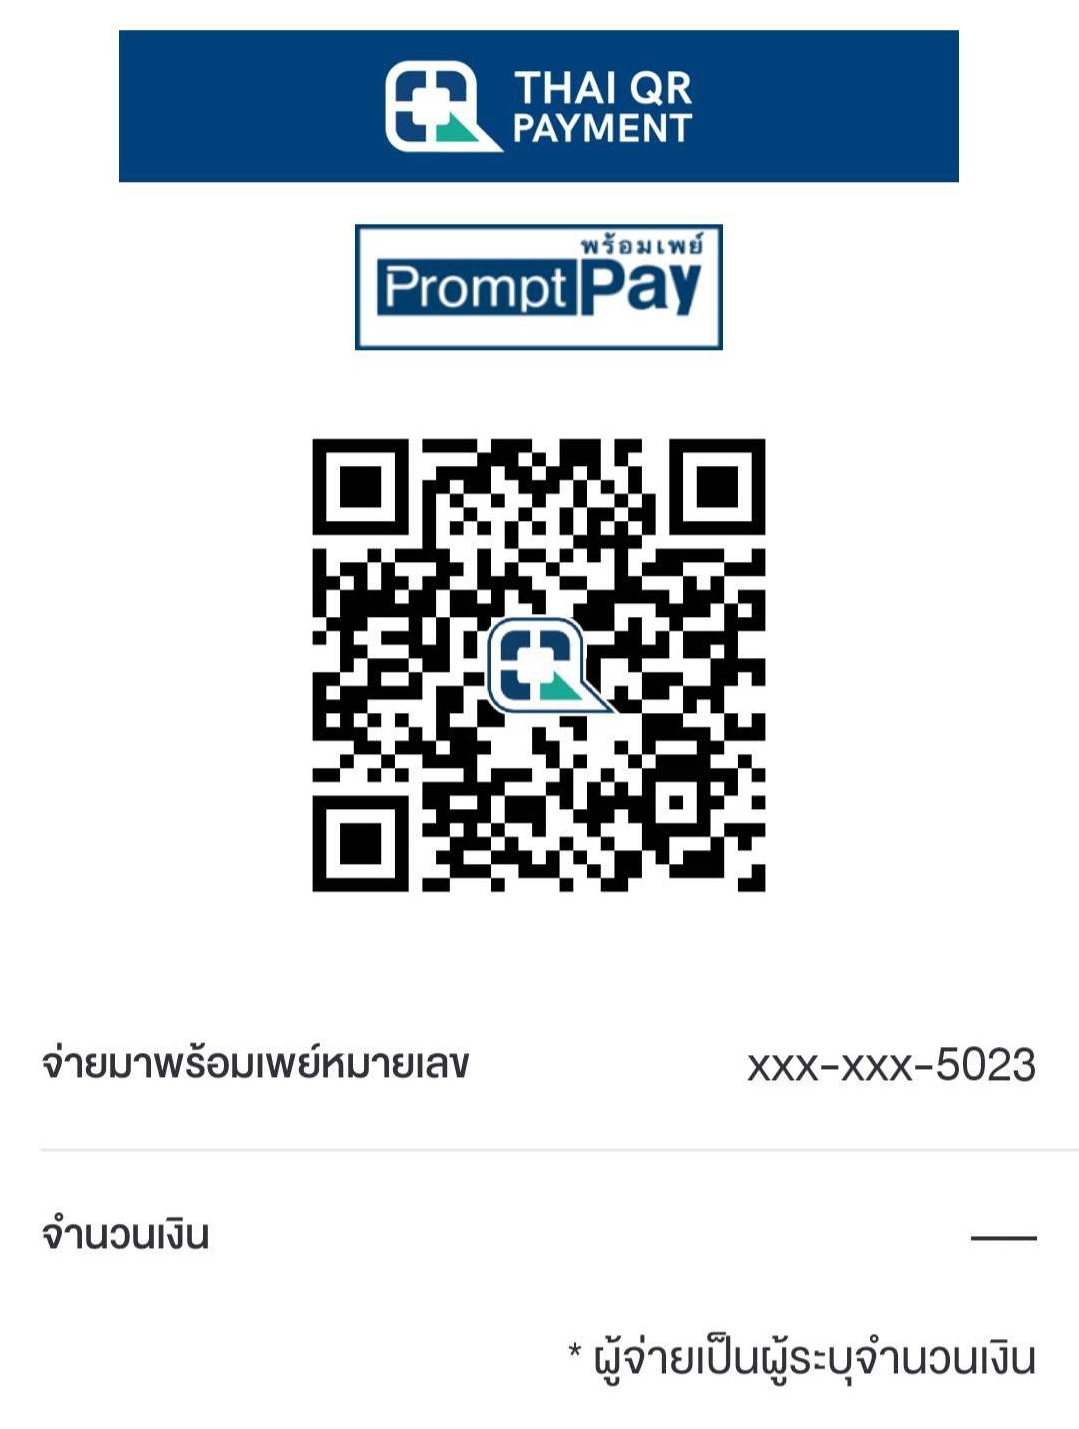 THAI QR
PAYMENT
พร้อมเพย์
PromptPay
จ่ายมาพร้อมเพย์หมายเลข xxx-xxx-5023
จำนวนเงิน —
* ผู้จ่ายเป็นผู้ระบุจำนวนเงิน